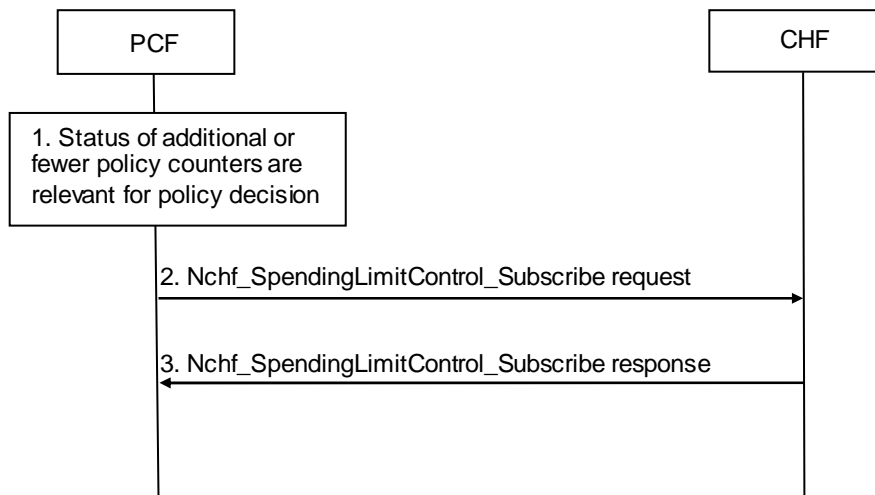 PCF
CHF
1. Status of additional or
fewer policy counters are
relevant for policy decision
2. Nchf_SpendingLimitControl_Subscribe request
3. Nchf_SpendingLimitControl_Subscribe response